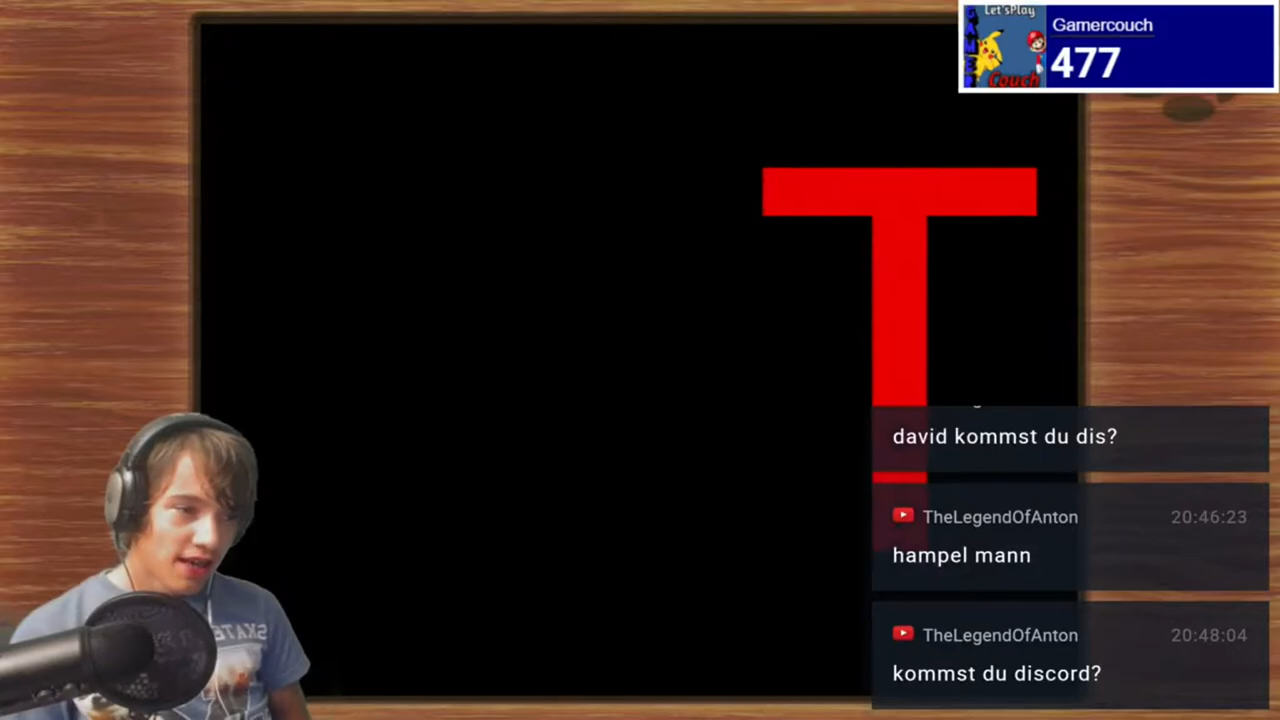 Let'sPlay
GAMER
Couch
Gamercouch
477
T
david kommst du dis?
TheLegendOfAnton 20:46:23
hampel mann
TheLegendOfAnton 20:48:04
kommst du discord?